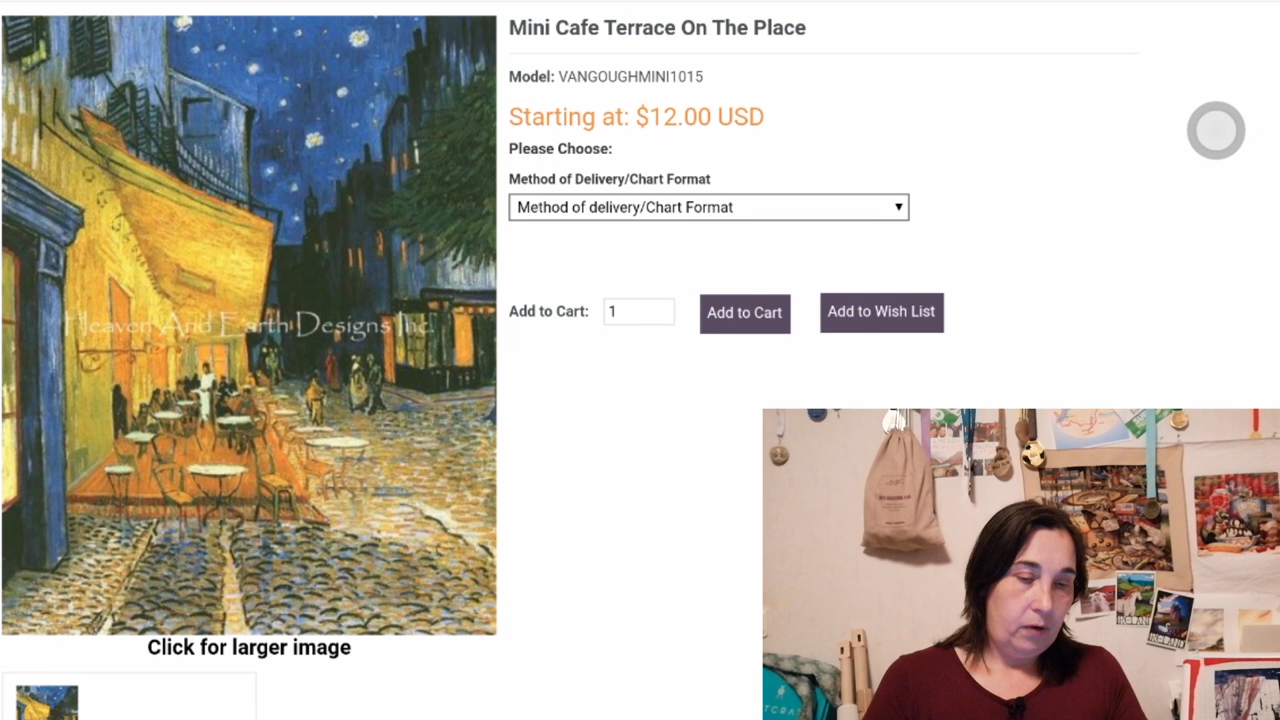 Mini Cafe Terrace On The Place
Model: VANGOUGHMINI1015
Starting at: $12.00 USD
Please Choose:
Method of Delivery/Chart Format
Method of delivery/Chart Format
Add to Cart: 1 Add to Cart Add to Wish List
Heaven And Earth Designs Inc.
Click for larger image
IRELAND
IRELAND